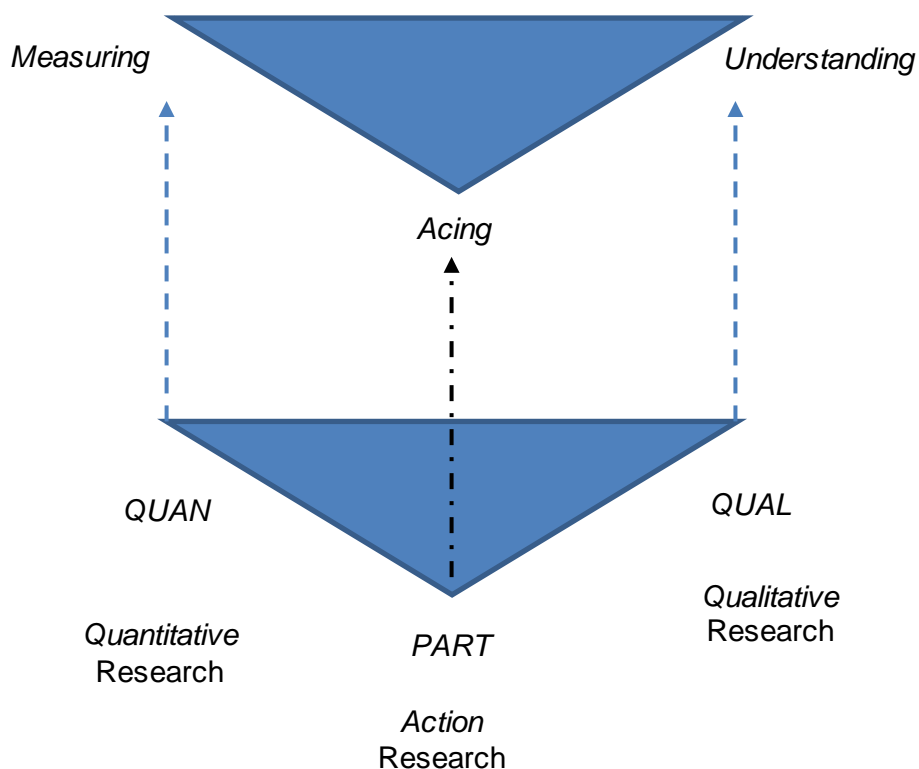 Measuring
Understanding
Acing
QUAN
QUAL
Quantitative
Research
PART
Qualitative
Research
Action
Research